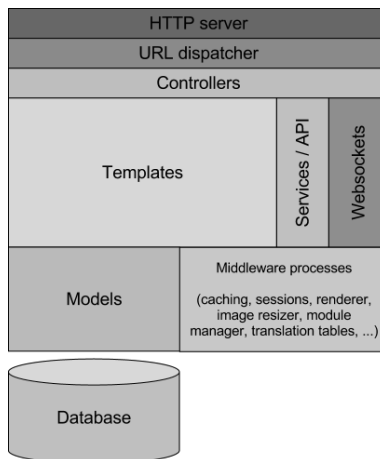 HTTP server
URL dispatcher
Controllers
Templates
Services / API
Websockets
Models
Middleware processes
(caching, sessions, renderer,
image resizer, module
manager, translation tables, ...)
Database